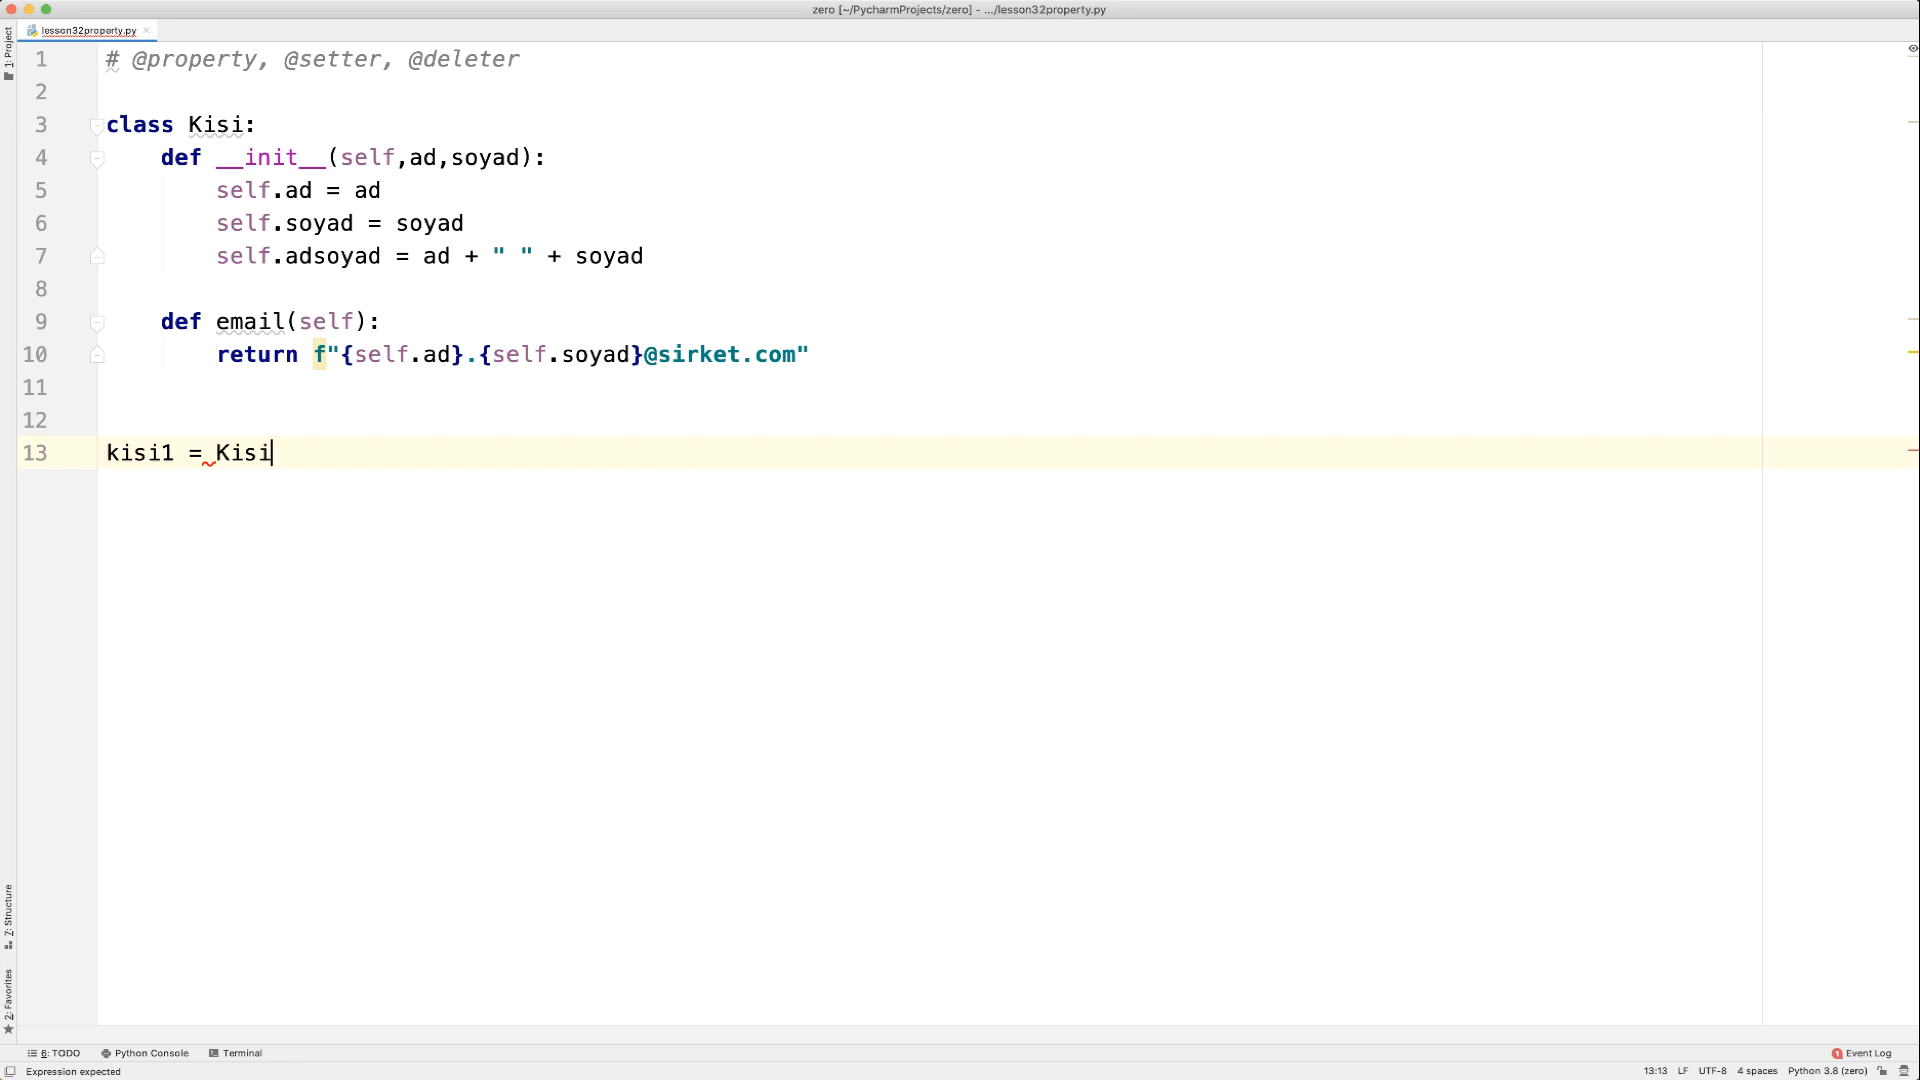 zero [~/PycharmProjects/zero] - .../lesson32property.py
lesson32property.py
1: Project
1 # @property, @setter, @deleter
2
3 class Kisi:
4 def __init__(self,ad,soyad):
5 self.ad = ad
6 self.soyad = soyad
7 self.adsoyad = ad + " " + soyad
8
9 def email(self):
10 return f"{self.ad}.{self.soyad}@sirket.com"
11
12
13 kisi1 = Kisi
7: Structure
2: Favorites
6: TODO Python Console Terminal 1 Event Log
Expression expected 13:13 LF UTF-8 4 spaces Python 3.8 (zero)